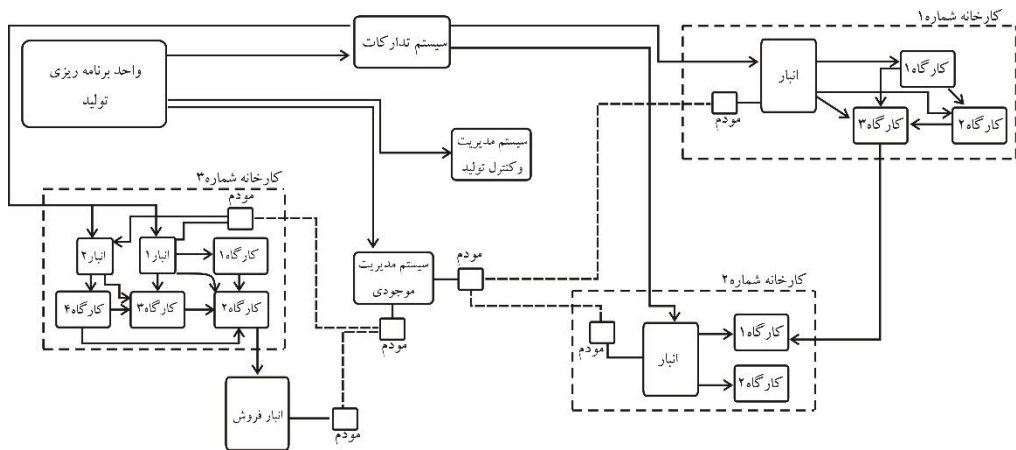 کارخانه شماره۱
سیستم تدارکات
واحد برنامه ریزی
تولید
انبار
کارگاه۱
مودم
کارگاه۳
کارگاه۲
سیستم مدیریت
وکنترل تولید
کارخانه شماره۳
مودم
انبار۲
انبار۱
کارگاه۱
کارگاه۴
کارگاه۳
کارگاه۲
سیستم مدیریت
موجودی
مودم
مودم
کارخانه شماره۲
مودم
انبار
کارگاه۱
کارگاه۲
انبار فروش
مودم